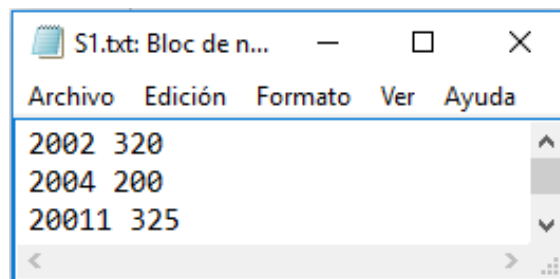 S1.txt: Bloc de n...
Archivo Edición Formato Ver Ayuda
2002 320
2004 200
20011 325